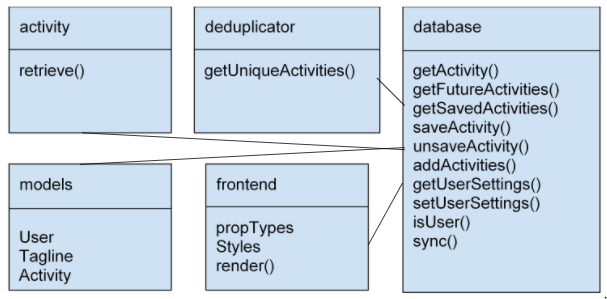 activity
retrieve()
deduplicator
getUniqueActivities()
database
getActivity()
getFutureActivities()
getSavedActivities()
saveActivity()
unsaveActivity()
addActivities()
getUserSettings()
setUserSettings()
isUser()
sync()
models
User
Tagline
Activity
frontend
propTypes
Styles
render()
.